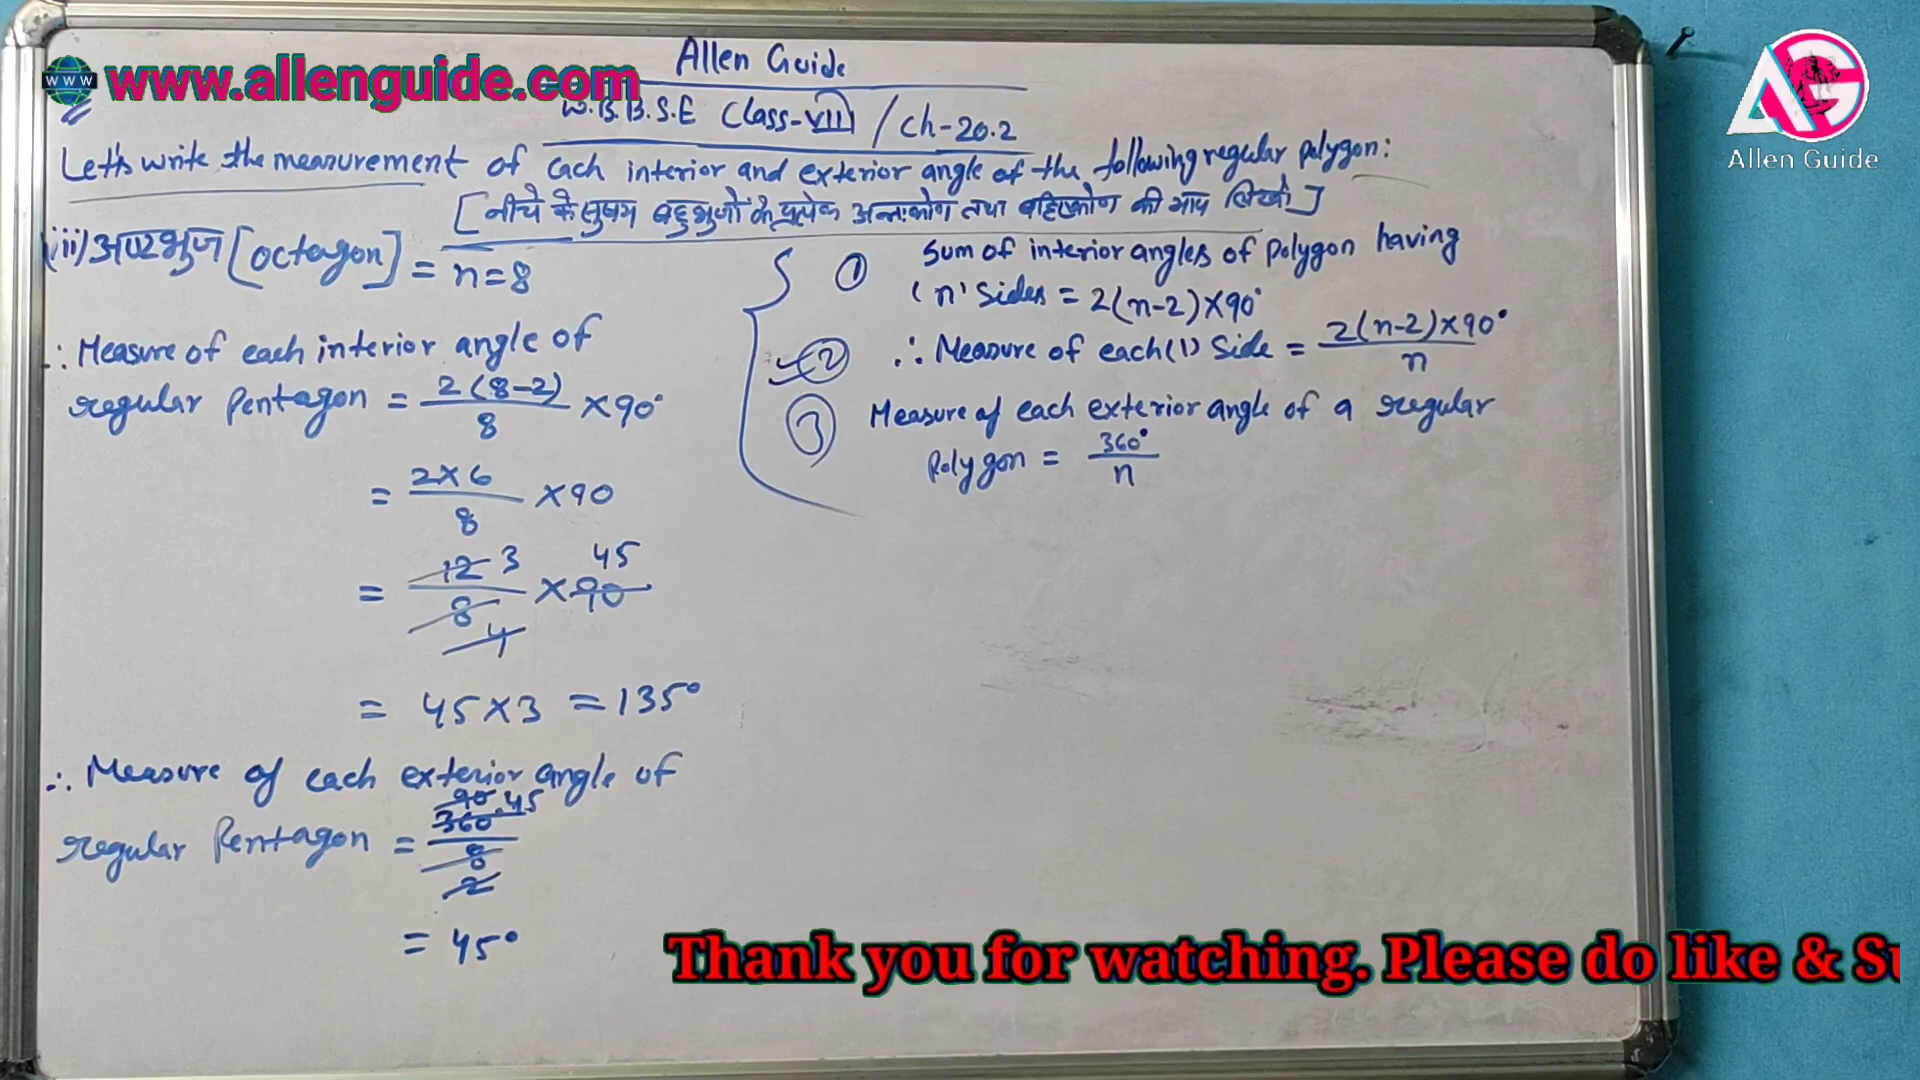 Allen Guide
www.allenguide.com
W.B.B.S.E Class-VII / Ch-20.2
Let's write the measurement of each interior and exterior angle of the following regular polygon:
[नीचे के सुषम बहुभुजों के प्रत्येक अन्तःकोण तथा बहिष्कोण की माप लिखो]
(iii) अष्टभुज [octagon] = n=8
∴ Measure of each interior angle of
regular Pentagon = 2(8-2)/8 ×90°
= 2×6/8 ×90
= 12 3/8 4 ×90 45
= 45×3 = 135°
∴ Measure of each exterior angle of
regular Pentagon = 360 90 45/8 2
= 45°
① Sum of interior angles of polygon having
'n' Sides = 2(n-2)×90°
② ∴ Measure of each(1) Side = 2(n-2)×90°/n
③ Measure of each exterior angle of a regular
polygon = 360°/n
AG
Allen Guide
Thank you for watching. Please do like & Su